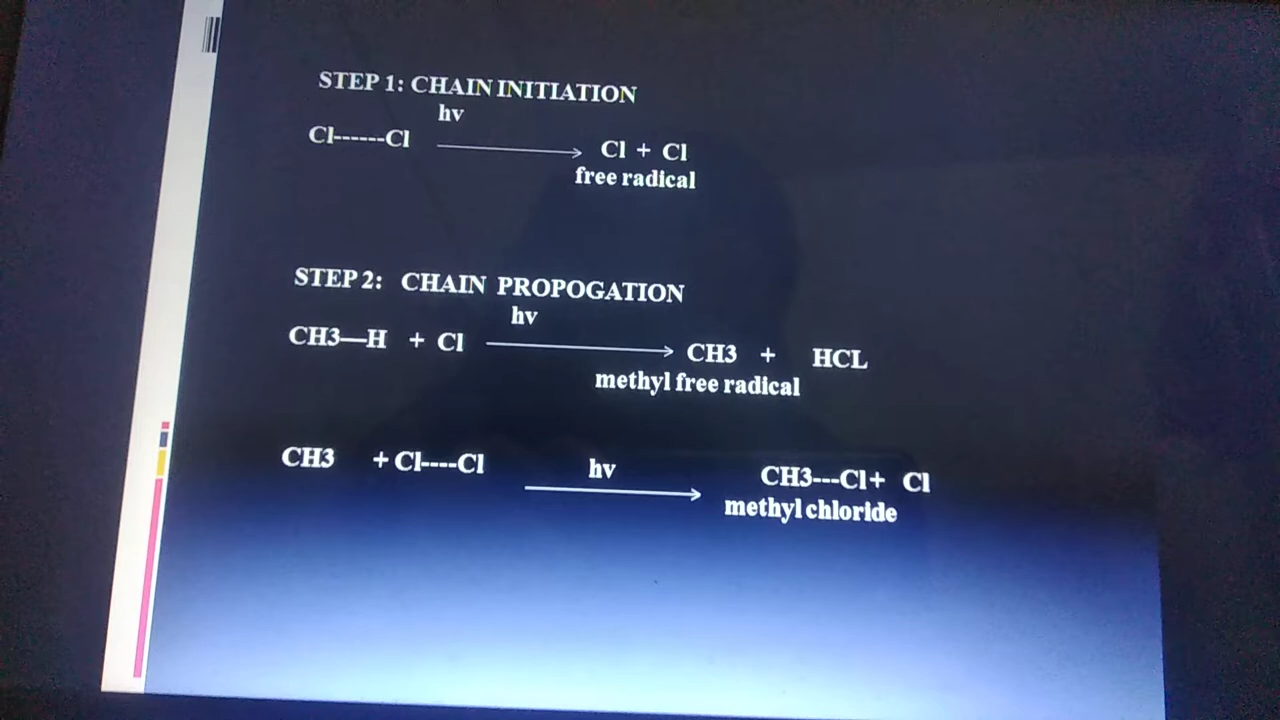 STEP 1: CHAIN INITIATION
hv
Cl------Cl → Cl + Cl
free radical
STEP 2: CHAIN PROPOGATION
hv
CH3—H + Cl → CH3 + HCL
methyl free radical
CH3 + Cl----Cl hv → CH3---Cl+ Cl
methyl chloride